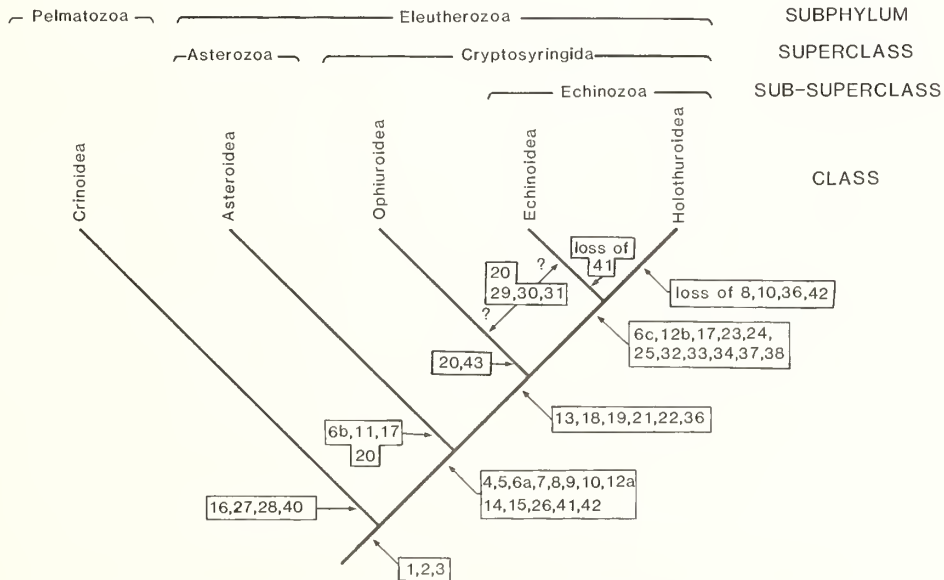 Pelmatozoa Eleutherozoa SUBPHYLUM
Asterozoa Cryptosyringida SUPERCLASS
Echinozoa SUB-SUPERCLASS
Crinoidea
Asteroidea
Ophiuroidea
Echinoidea
Holothuroidea
CLASS
loss of
41
?
20
29,30,31
?
loss of 8,10,36,42
6c,12b,17,23,24,
25,32,33,34,37,38
20,43
13,18,19,21,22,36
6b,11,17
20
4,5,6a,7,8,9,10,12a
14,15,26,41,42
16,27,28,40
1,2,3